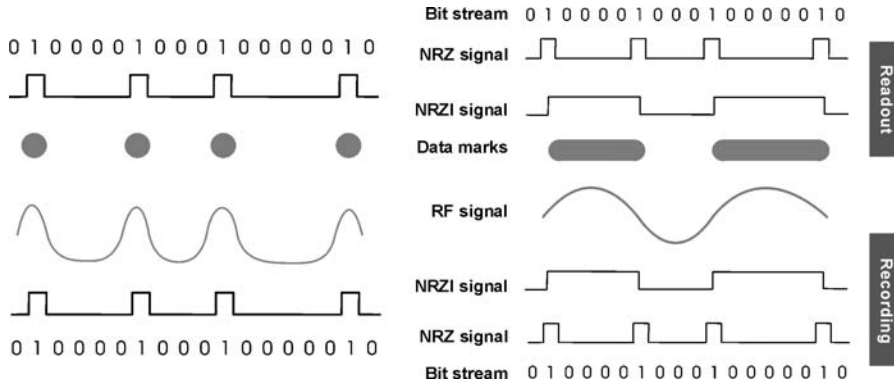 0 1 0 0 0 0 1 0 0 0 1 0 0 0 0 0 1 0
0 1 0 0 0 0 1 0 0 0 1 0 0 0 0 0 1 0
Bit stream 0 1 0 0 0 0 1 0 0 0 1 0 0 0 0 0 1 0
NRZ signal
NRZI signal
Data marks
RF signal
NRZI signal
NRZ signal
Bit stream 0 1 0 0 0 0 1 0 0 0 1 0 0 0 0 0 1 0
Readout
Recording